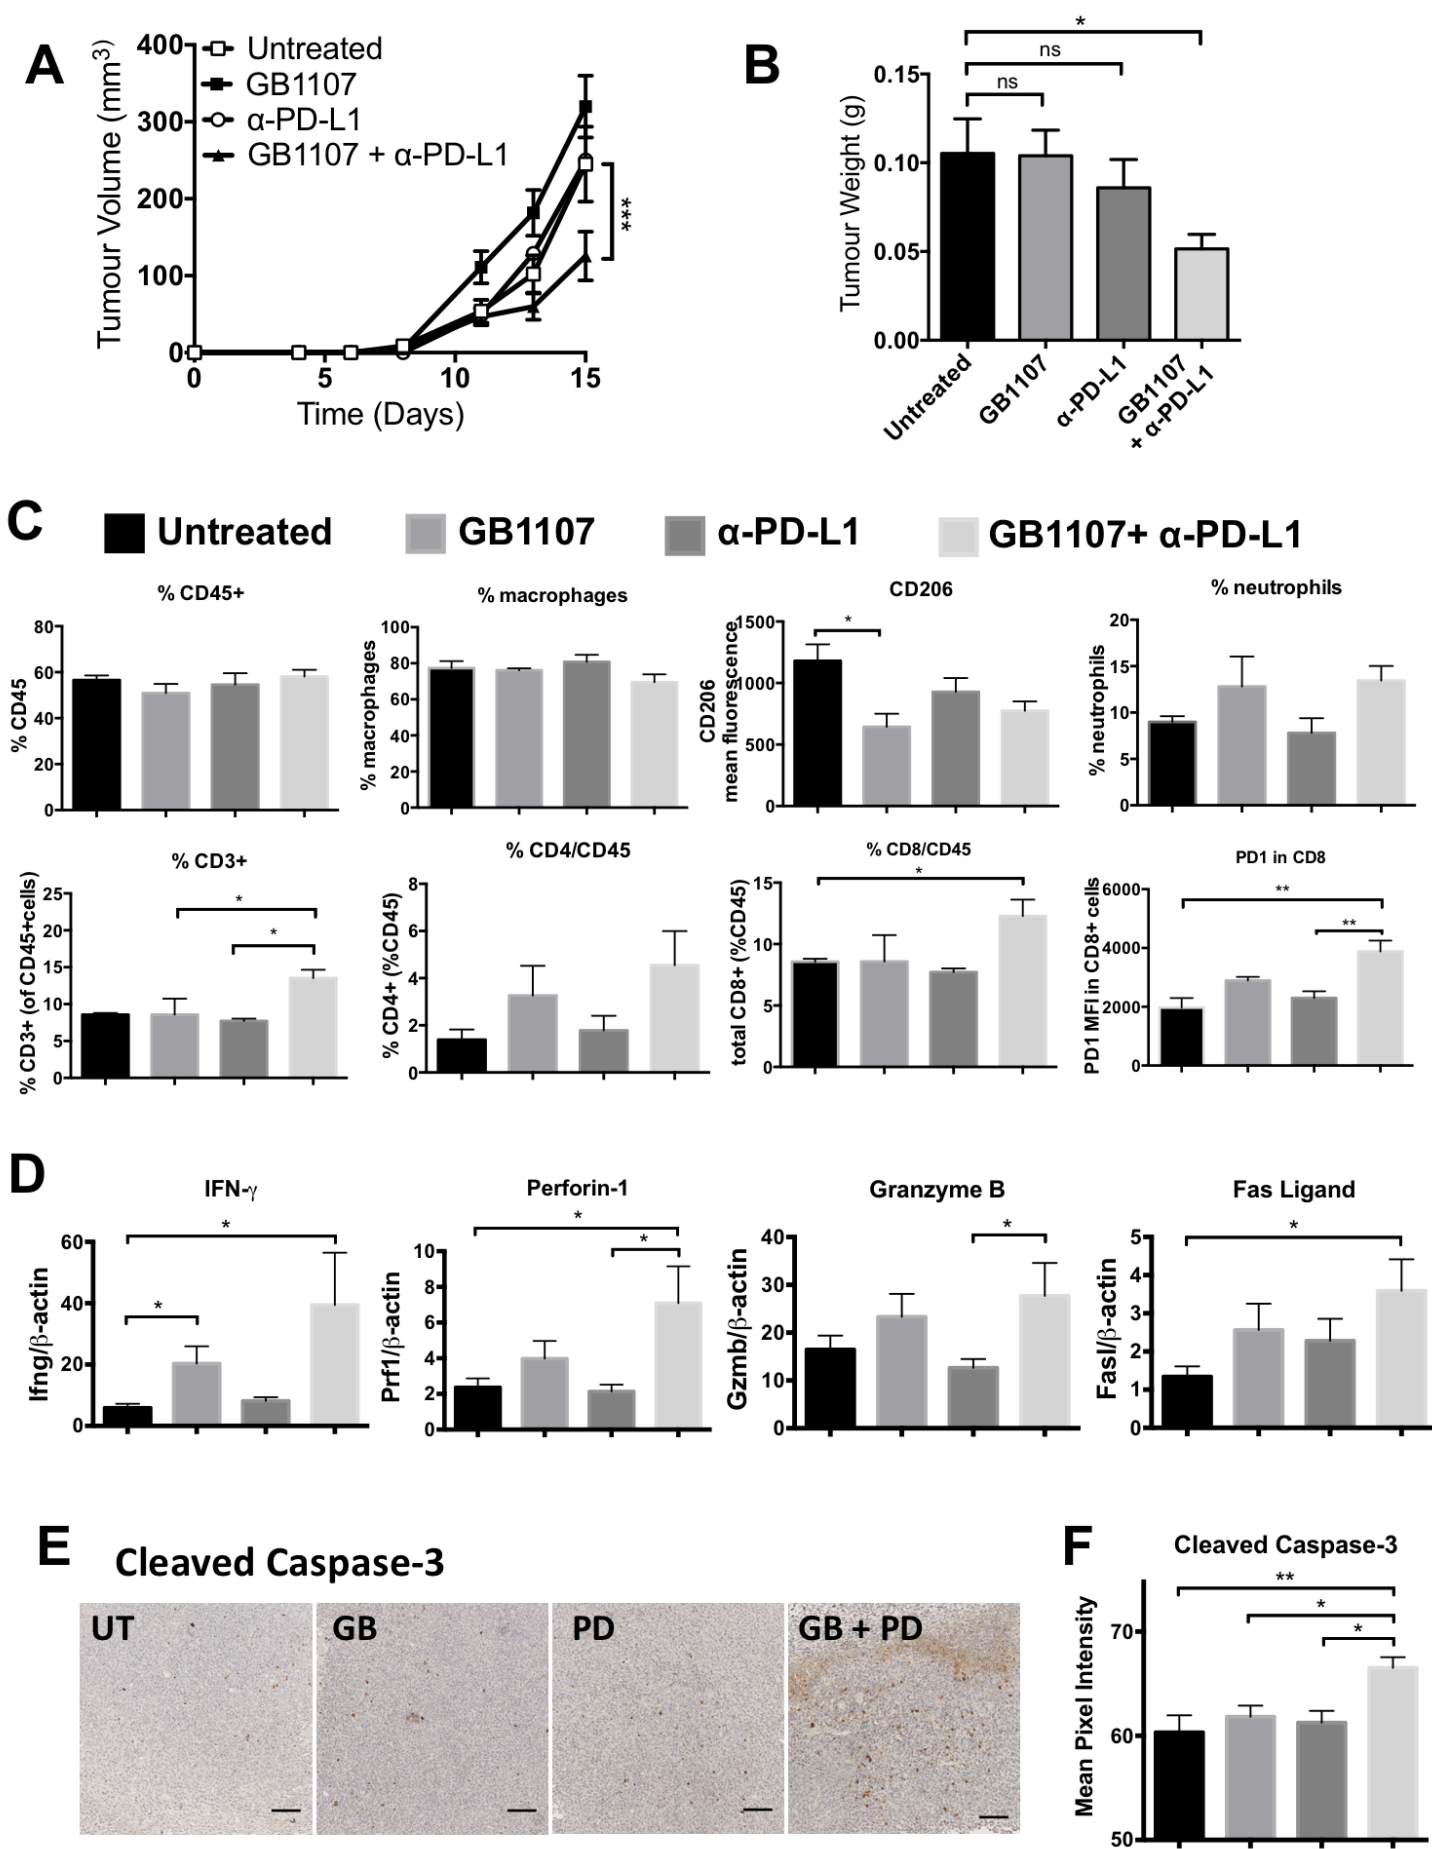 A
Tumour Volume (mm³)
400
300
200
100
0
Untreated
GB1107
α-PD-L1
GB1107 + α-PD-L1
***
0 5 10 15
Time (Days)
B
Tumour Weight (g)
0.15
0.10
0.05
0.00
*
ns
ns
Untreated
GB1107
α-PD-L1
GB1107
+ α-PD-L1
C
Untreated
GB1107
α-PD-L1
GB1107+ α-PD-L1
% CD45+
% CD45
80
60
40
20
0
% macrophages
% macrophages
100
80
60
40
20
0
CD206
CD206
mean fluorescence
1500
1000
500
0
*
% neutrophils
% neutrophils
20
15
10
5
0
% CD3+
% CD3+ (of CD45+cells)
25
20
15
10
5
0
*
*
% CD4/CD45
% CD4+ (%CD45)
8
6
4
2
0
% CD8/CD45
total CD8+ (%CD45)
15
10
5
0
*
PD1 in CD8
PD1 MFI in CD8+ cells
6000
4000
2000
0
**
**
D
IFN-γ
Ifng/β-actin
60
40
20
0
*
*
Perforin-1
Prf1/β-actin
10
8
6
4
2
0
*
*
Granzyme B
Gzmb/β-actin
40
30
20
10
0
*
Fas Ligand
Fasl/β-actin
5
4
3
2
1
0
*
E
Cleaved Caspase-3
UT
GB
PD
GB + PD
F
Cleaved Caspase-3
Mean Pixel Intensity
70
60
50
**
*
*